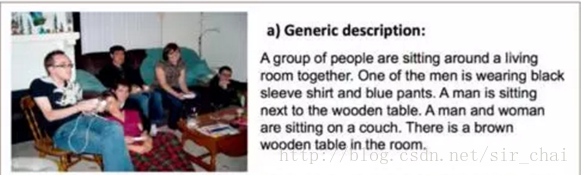 a) Generic description:
A group of people are sitting around a living
room together. One of the men is wearing black
sleeve shirt and blue pants. A man is sitting
next to the wooden table. A man and woman
are sitting on a couch. There is a brown
wooden table in the room.
http://blog.csdn.net/sir_chai